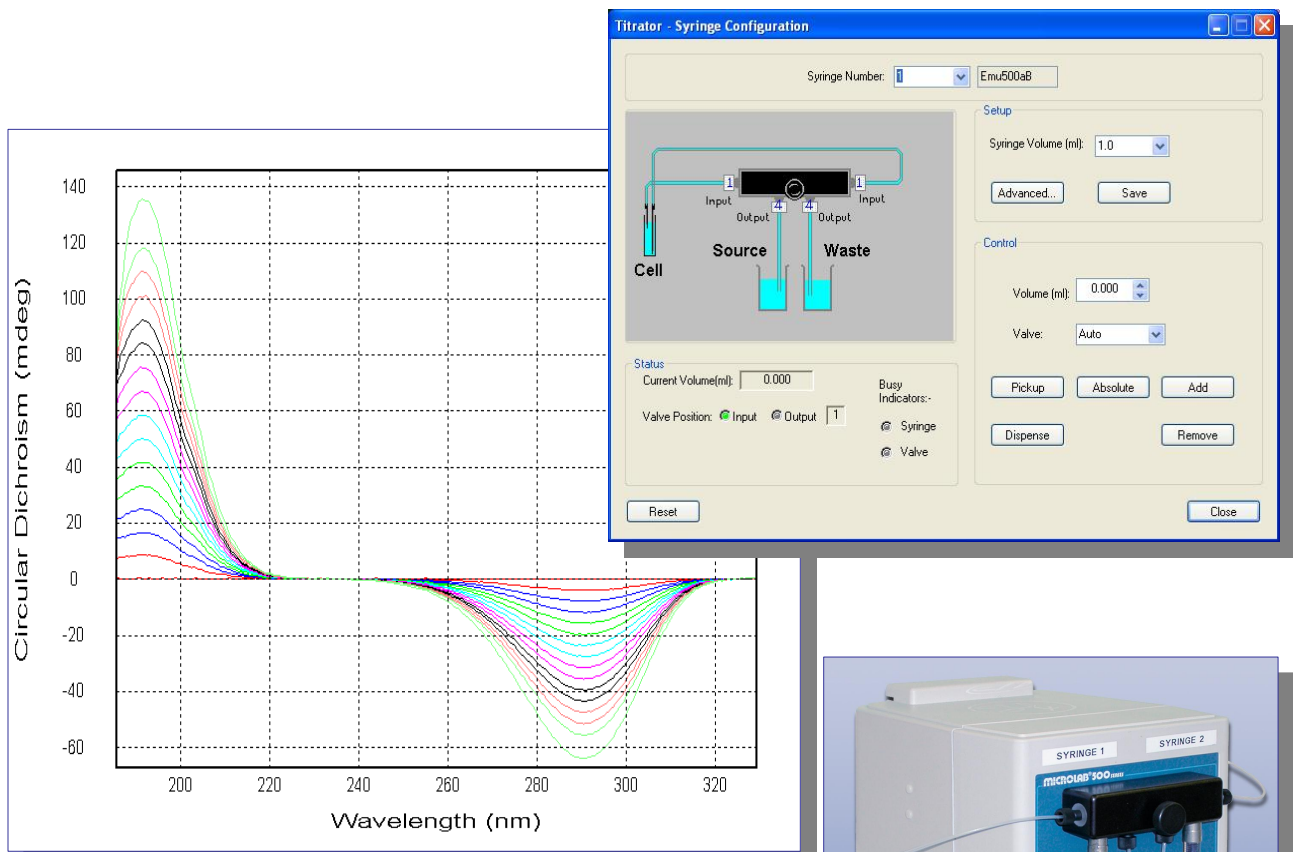 Titrator - Syringe Configuration
Syringe Number: 1 Emu500aB
Setup
Syringe Volume (ml): 1.0
Advanced... Save
1 1
Input Input
4 4
Output Output
Source Waste
Cell
Control
Volume (ml): 0.000
Valve: Auto
Pickup Absolute Add
Dispense Remove
Status
Current Volume(ml): 0.000
Busy
Indicators:-
Valve Position: Input Output 1
Syringe
Valve
Reset Close
Circular Dichroism (mdeg)
140
120
100
80
60
40
20
0
-20
-40
-60
200 220 240 260 280 300 320
Wavelength (nm)
SYRINGE 1 SYRINGE 2
MICROLAB®500